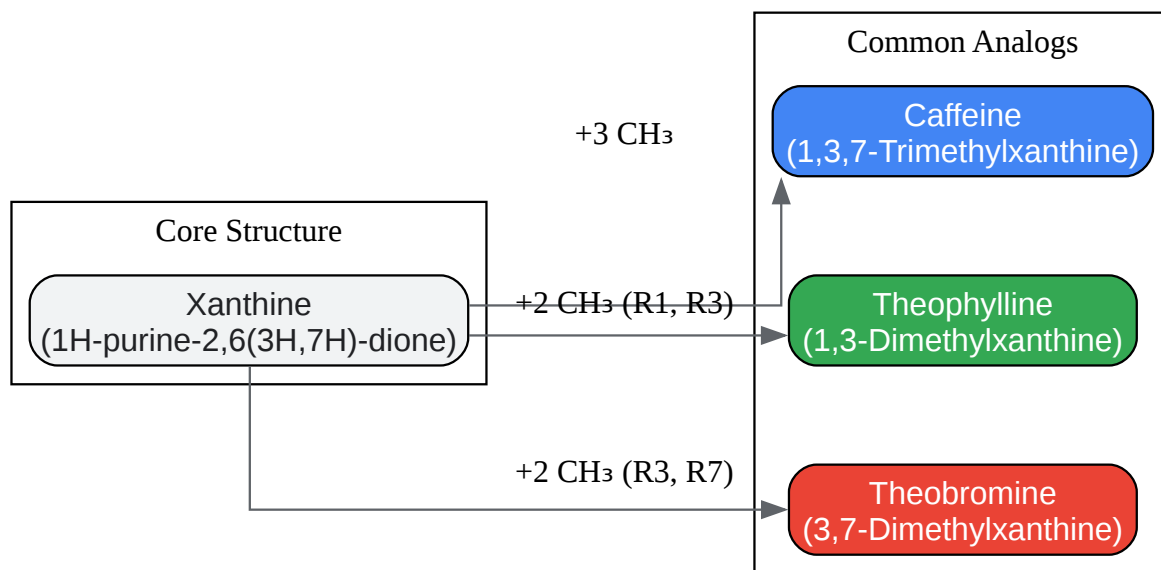 Common Analogs
Caffeine
(1,3,7-Trimethylxanthine)
+3 CH₃
Core Structure
Xanthine
(1H-purine-2,6(3H,7H)-dione)
+2 CH₃ (R1, R3)
Theophylline
(1,3-Dimethylxanthine)
+2 CH₃ (R3, R7)
Theobromine
(3,7-Dimethylxanthine)